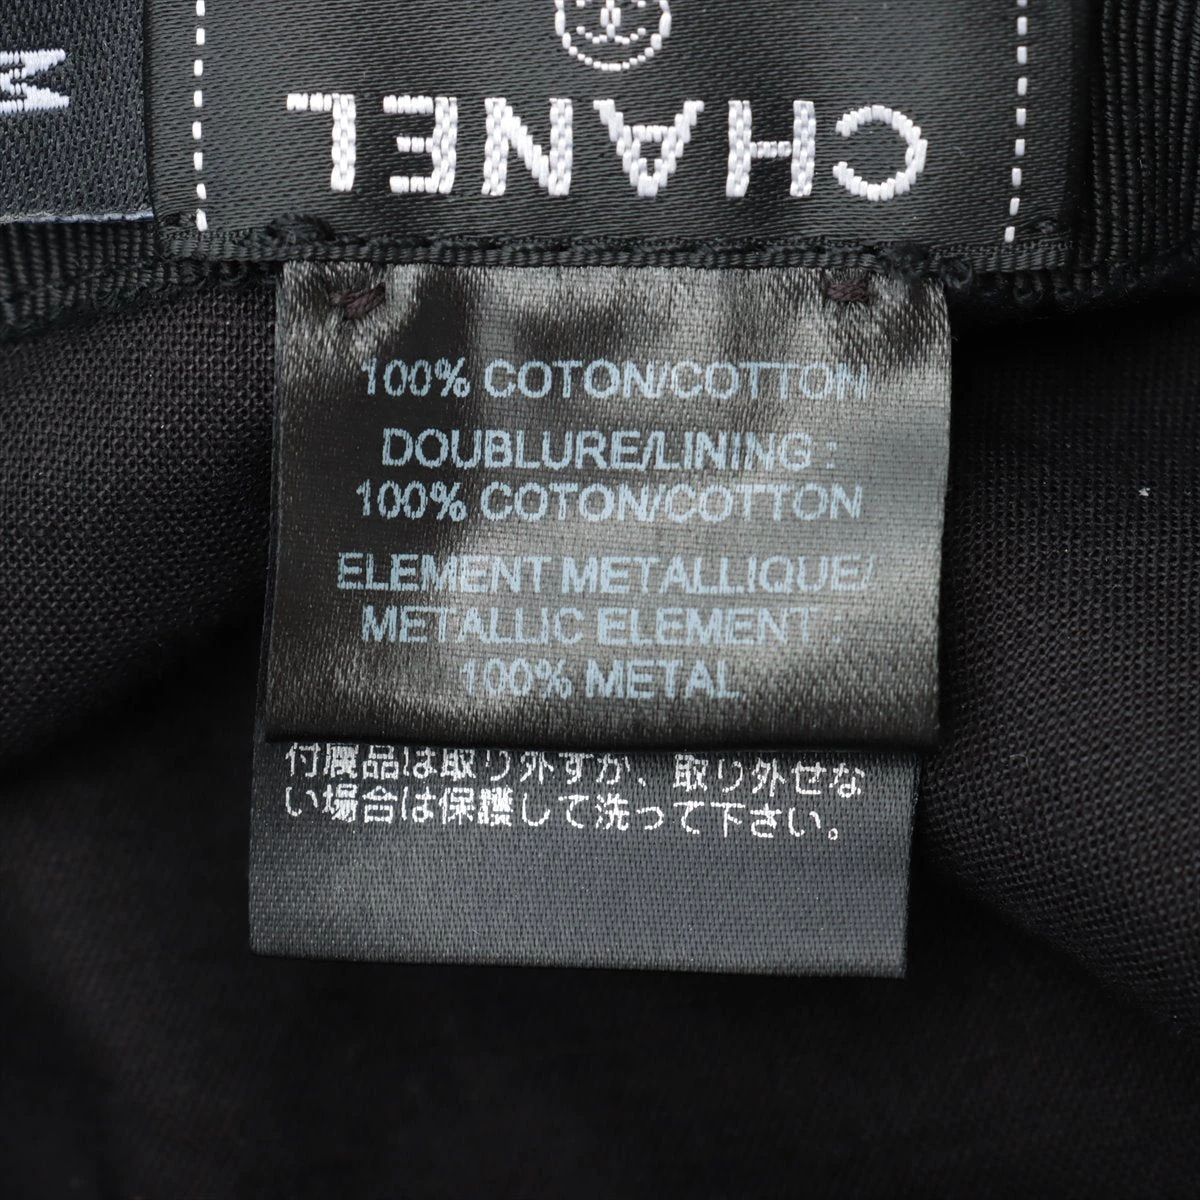 M
CHANEL
100% COTON/COTTON
DOUBLURE/LINING :
100% COTON/COTTON
ELEMENT METALLIQUE/
METALLIC ELEMENT :
100% METAL
付属品は取り外すか、取り外せな
い場合は保護して洗って下さい。